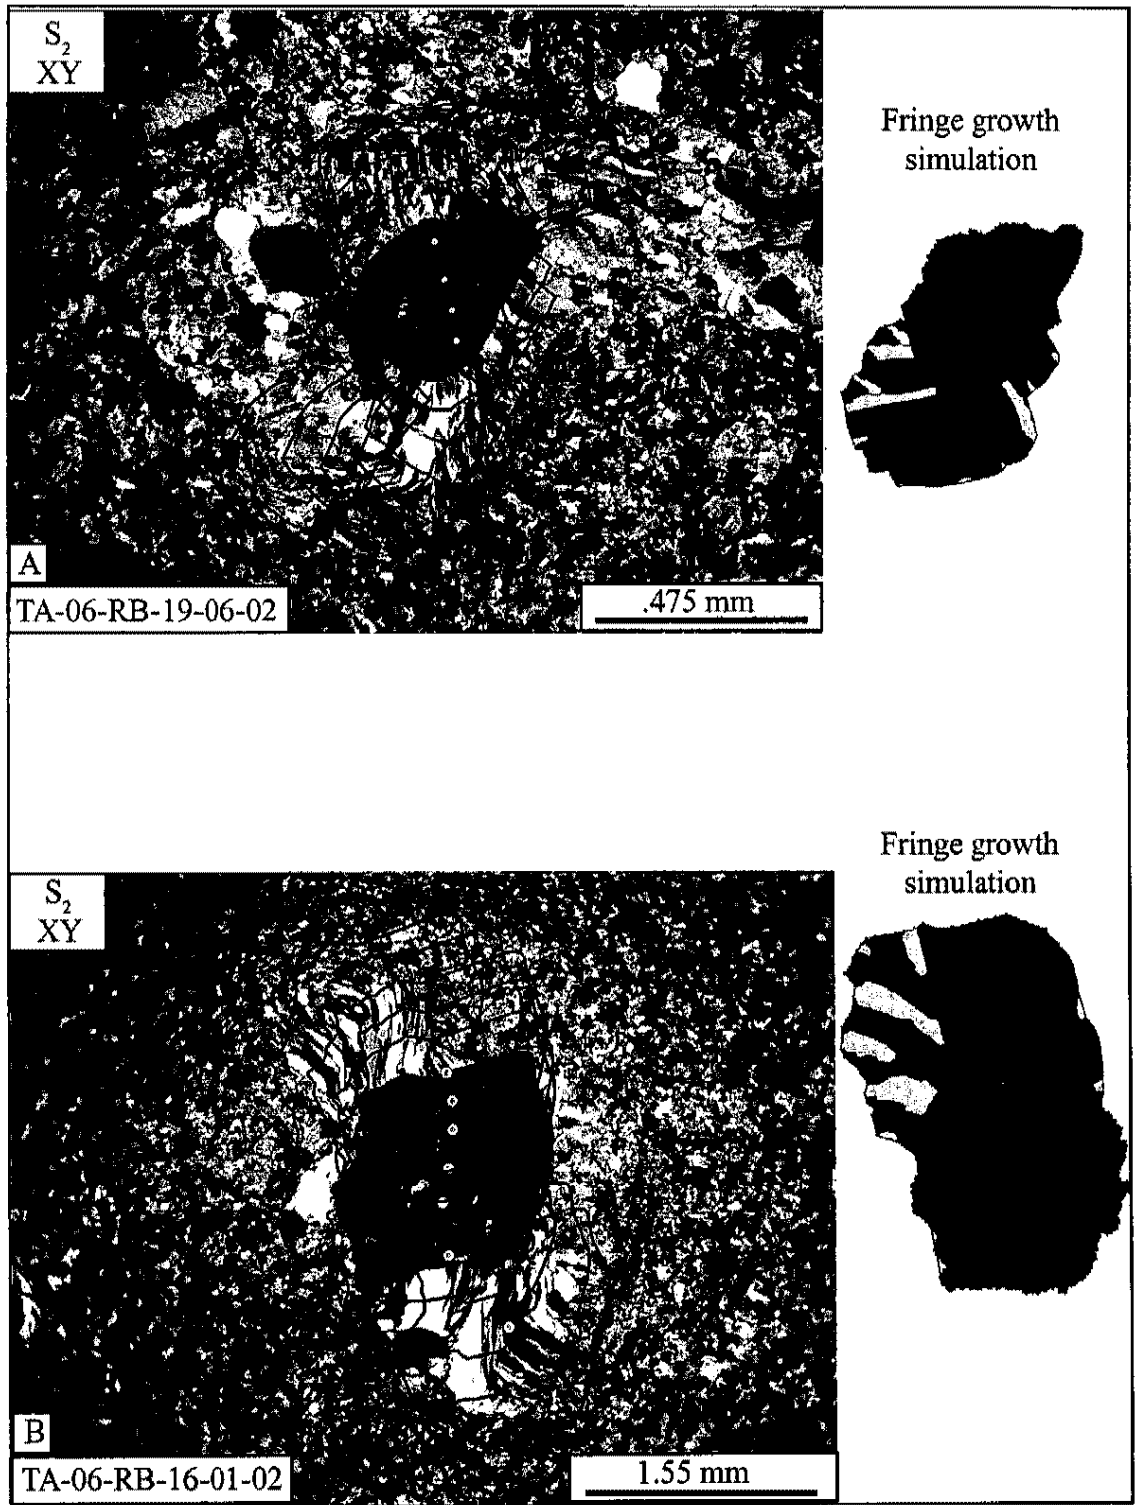 S2
XY
Fringe growth
simulation
A
TA-06-RB-19-06-02
.475 mm
Fringe growth
simulation
S2
XY
B
TA-06-RB-16-01-02
1.55 mm